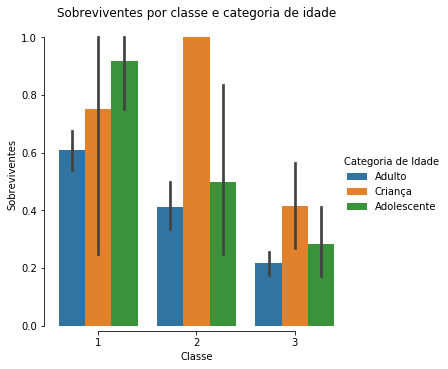 Sobreviventes por classe e categoria de idade
1.0
0.8
0.6
0.4
0.2
0.0
Sobreviventes
1 2 3
Classe
Categoria de Idade
Adulto
Criança
Adolescente